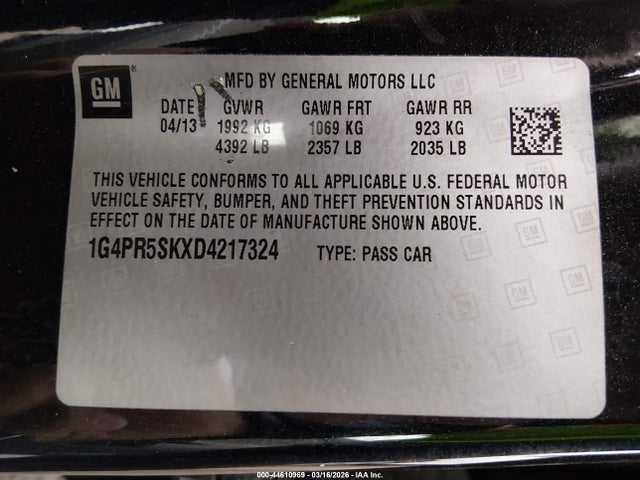 GM
MFD BY GENERAL MOTORS LLC
DATE GVWR GAWR FRT GAWR RR
04/13 1992 KG 1069 KG 923 KG
4392 LB 2357 LB 2035 LB
THIS VEHICLE CONFORMS TO ALL APPLICABLE U.S. FEDERAL MOTOR
VEHICLE SAFETY, BUMPER, AND THEFT PREVENTION STANDARDS IN
EFFECT ON THE DATE OF MANUFACTURE SHOWN ABOVE.
1G4PR5SKXD4217324 TYPE: PASS CAR
000-44610969 - 03/16/2026 - IAA Inc.